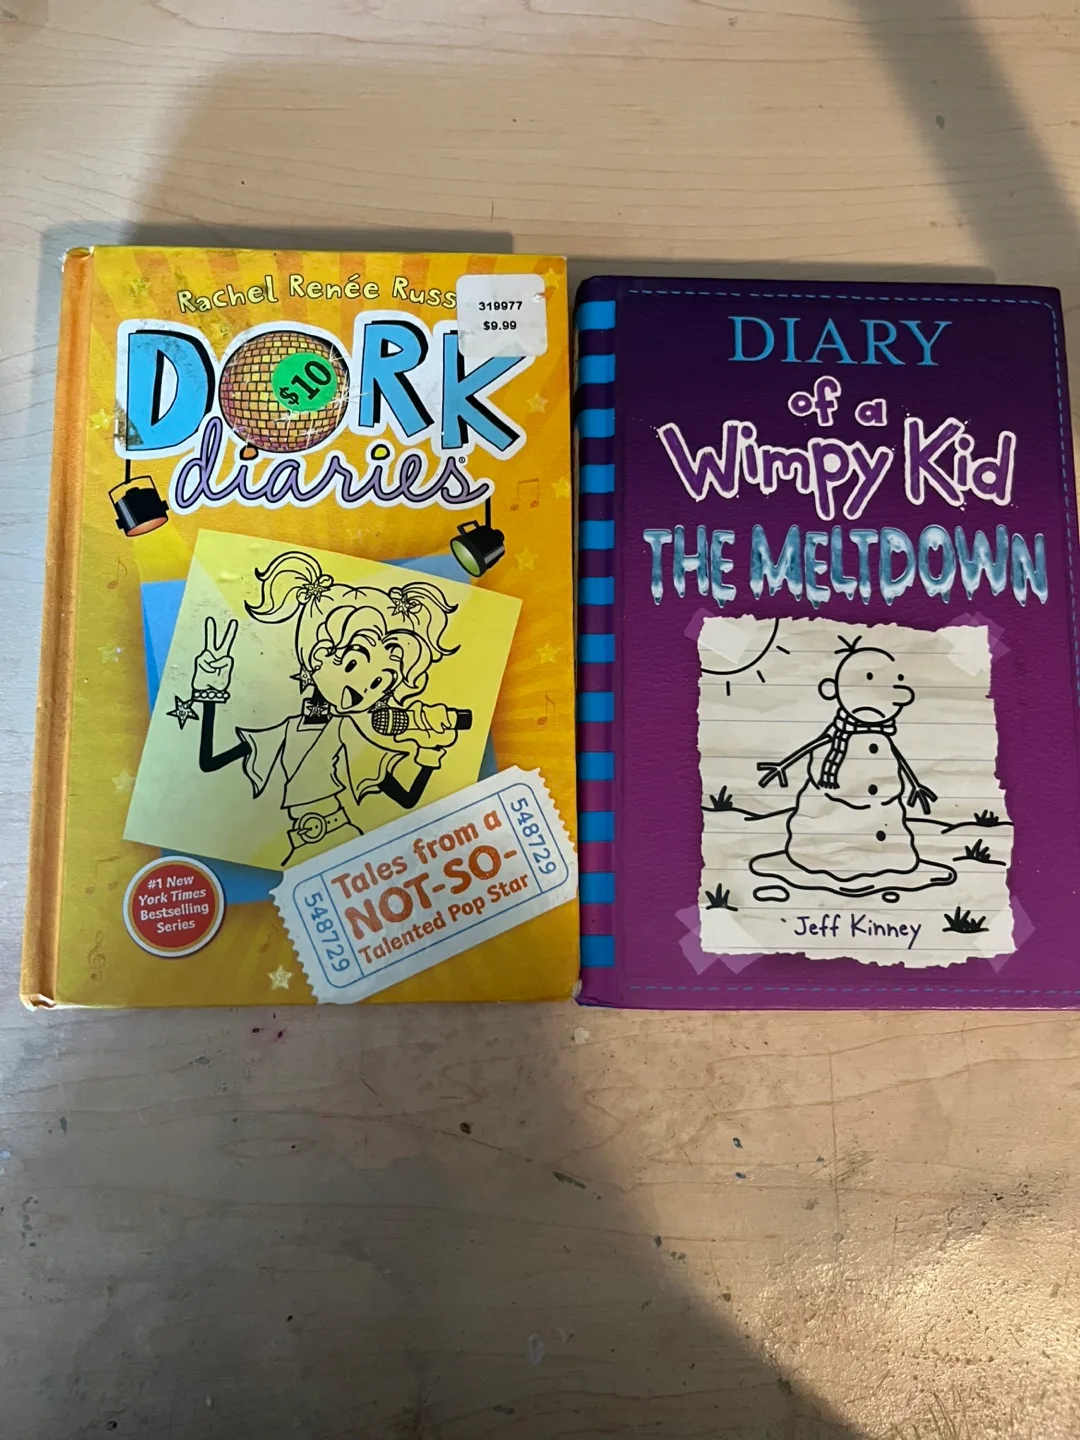 Rachel Renée Russ
319977
$9.99
DORK
$10
diaries®
#1 New
York Times
Bestselling
Series
548729
Tales from a
NOT-SO-
Talented Pop Star
548729
DIARY
of a
Wimpy Kid
THE MELTDOWN
Jeff Kinney